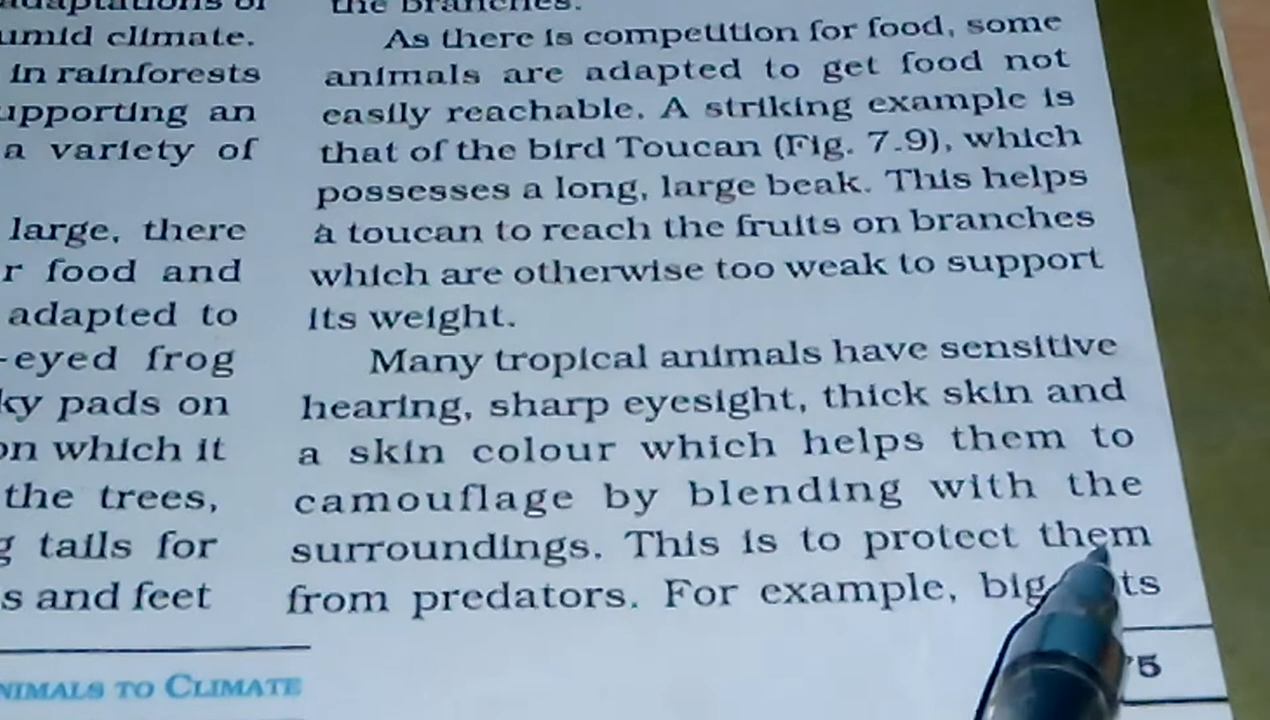 adaptations of
umid climate.
in rainforests
upporting an
a variety of
large, there
r food and
adapted to
-eyed frog
ky pads on
on which it
the trees,
g tails for
s and feet
the branches.
As there is competition for food, some
animals are adapted to get food not
easily reachable. A striking example is
that of the bird Toucan (Fig. 7.9), which
possesses a long, large beak. This helps
a toucan to reach the fruits on branches
which are otherwise too weak to support
its weight.
Many tropical animals have sensitive
hearing, sharp eyesight, thick skin and
a skin colour which helps them to
camouflage by blending with the
surroundings. This is to protect them
from predators. For example, big ts
NIMALS TO CLIMATE
5